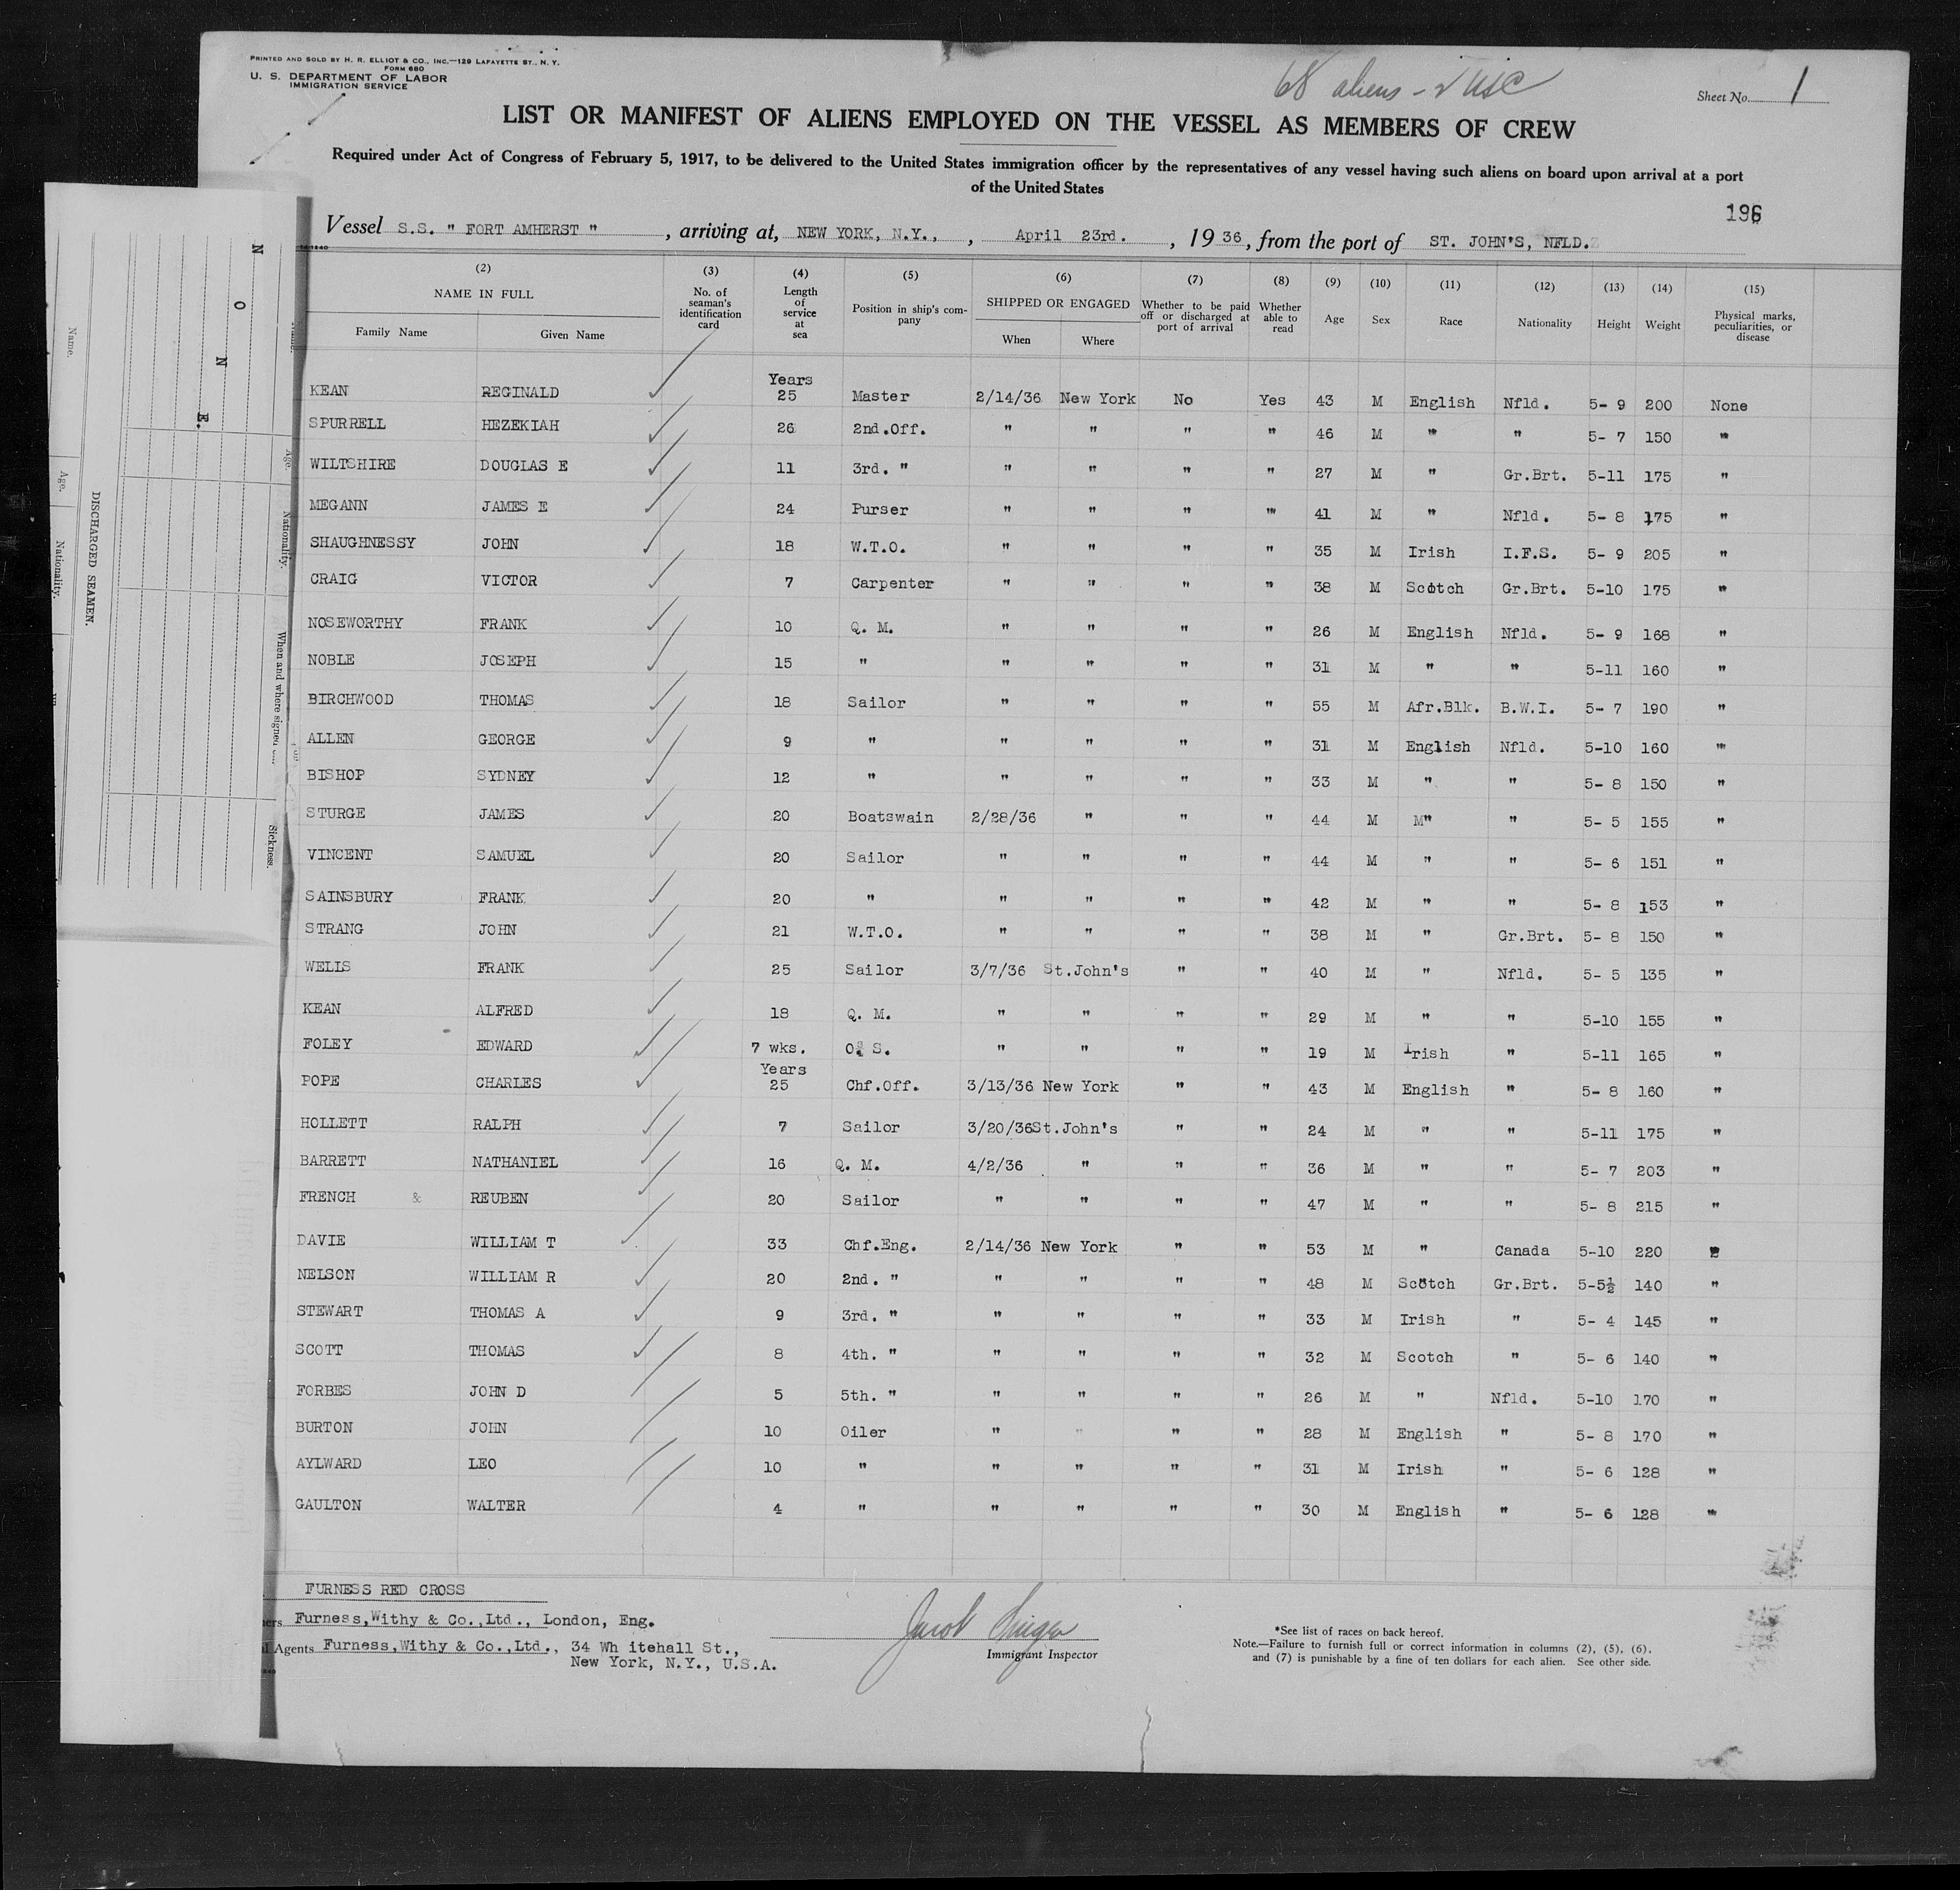 PRINTED AND SOLD BY H. R. ELLIOT & CO., INC.—129 LAFAYETTE ST., N. Y.
FORM 680
U. S. DEPARTMENT OF LABOR
IMMIGRATION SERVICE
68 aliens - 2 USC
Sheet No. 1
LIST OR MANIFEST OF ALIENS EMPLOYED ON THE VESSEL AS MEMBERS OF CREW
Required under Act of Congress of February 5, 1917, to be delivered to the United States immigration officer by the representatives of any vessel having such aliens on board upon arrival at a port
of the United States
196
Vessel S.S. " FORT AMHERST " , arriving at, NEW YORK, N.Y., , April 23rd. , 19 36, from the port of ST. JOHN'S, NFLD.
(2) (3) (4) (5) (6) (7) (8) (9) (10) (11) (12) (13) (14) (15)
NAME IN FULL No. of seaman's identification card Length of service at sea Position in ship's company SHIPPED OR ENGAGED Whether to be paid off or discharged at port of arrival Whether able to read Age Sex Race Nationality Height Weight Physical marks, peculiarities, or disease
Family Name Given Name When Where
Years
KEAN REGINALD 25 Master 2/14/36 New York No Yes 43 M English Nfld. 5- 9 200 None
SPURRELL HEZEKIAH 26 2nd.Off. " " " " 46 M " " 5- 7 150 "
WILTSHIRE DOUGLAS E 11 3rd. " " " " " 27 M " Gr.Brt. 5-11 175 "
MEGANN JAMES E 24 Purser " " " " 41 M " Nfld. 5- 8 175 "
SHAUGHNESSY JOHN 18 W.T.O. " " " " 35 M Irish I.F.S. 5- 9 205 "
CRAIG VICTOR 7 Carpenter " " " " 38 M Scotch Gr.Brt. 5-10 175 "
NOSEWORTHY FRANK 10 Q. M. " " " " 26 M English Nfld. 5- 9 168 "
NOBLE JOSEPH 15 " " " " " 31 M " " 5-11 160 "
BIRCHWOOD THOMAS 18 Sailor " " " " 55 M Afr.Blk. B.W.I. 5- 7 190 "
ALLEN GEORGE 9 " " " " " 31 M English Nfld. 5-10 160 "
BISHOP SYDNEY 12 " " " " " 33 M " " 5- 8 150 "
STURGE JAMES 20 Boatswain 2/28/36 " " " 44 M M" " 5- 5 155 "
VINCENT SAMUEL 20 Sailor " " " " 44 M " " 5- 6 151 "
SAINSBURY FRANK 20 " " " " " 42 M " " 5- 8 153 "
STRANG JOHN 21 W.T.O. " " " " 38 M " Gr.Brt. 5- 8 150 "
WELLS FRANK 25 Sailor 3/7/36 St.John's " " 40 M " Nfld. 5- 5 135 "
KEAN ALFRED 18 Q. M. " " " " 29 M " " 5-10 155 "
FOLEY EDWARD 7 wks. O. S. " " " " 19 M Irish " 5-11 165 "
Years
POPE CHARLES 25 Chf.Off. 3/13/36 New York " " 43 M English " 5- 8 160 "
HOLLETT RALPH 7 Sailor 3/20/36 St.John's " " 24 M " " 5-11 175 "
BARRETT NATHANIEL 16 Q. M. 4/2/36 " " " 36 M " " 5- 7 203 "
FRENCH & REUBEN 20 Sailor " " " " 47 M " " 5- 8 215 "
DAVIE WILLIAM T 33 Chf.Eng. 2/14/36 New York " " 53 M " Canada 5-10 220 "
NELSON WILLIAM R 20 2nd. " " " " " 48 M Scotch Gr.Brt. 5-5½ 140 "
STEWART THOMAS A 9 3rd. " " " " " 33 M Irish " 5- 4 145 "
SCOTT THOMAS 8 4th. " " " " " 32 M Scotch " 5- 6 140 "
FORBES JOHN D 5 5th. " " " " " 26 M " Nfld. 5-10 170 "
BURTON JOHN 10 Oiler " " " " 28 M English " 5- 8 170 "
AYLWARD LEO 10 " " " " " 31 M Irish " 5- 6 128 "
GAULTON WALTER 4 " " " " " 30 M English " 5- 6 128 "
FURNESS RED CROSS
Furness,Withy & Co.,Ltd., London, Eng.
Agents Furness,Withy & Co.,Ltd., 34 Wh itehall St.,
New York, N.Y., U.S.A.
Jacob Singer
Immigrant Inspector
*See list of races on back hereof.
Note.—Failure to furnish full or correct information in columns (2), (5), (6),
and (7) is punishable by a fine of ten dollars for each alien. See other side.
DISCHARGED SEAMEN.
Name. Age. Nationality.
N O N E.
Age. Nationality. When and where signed Sickness.